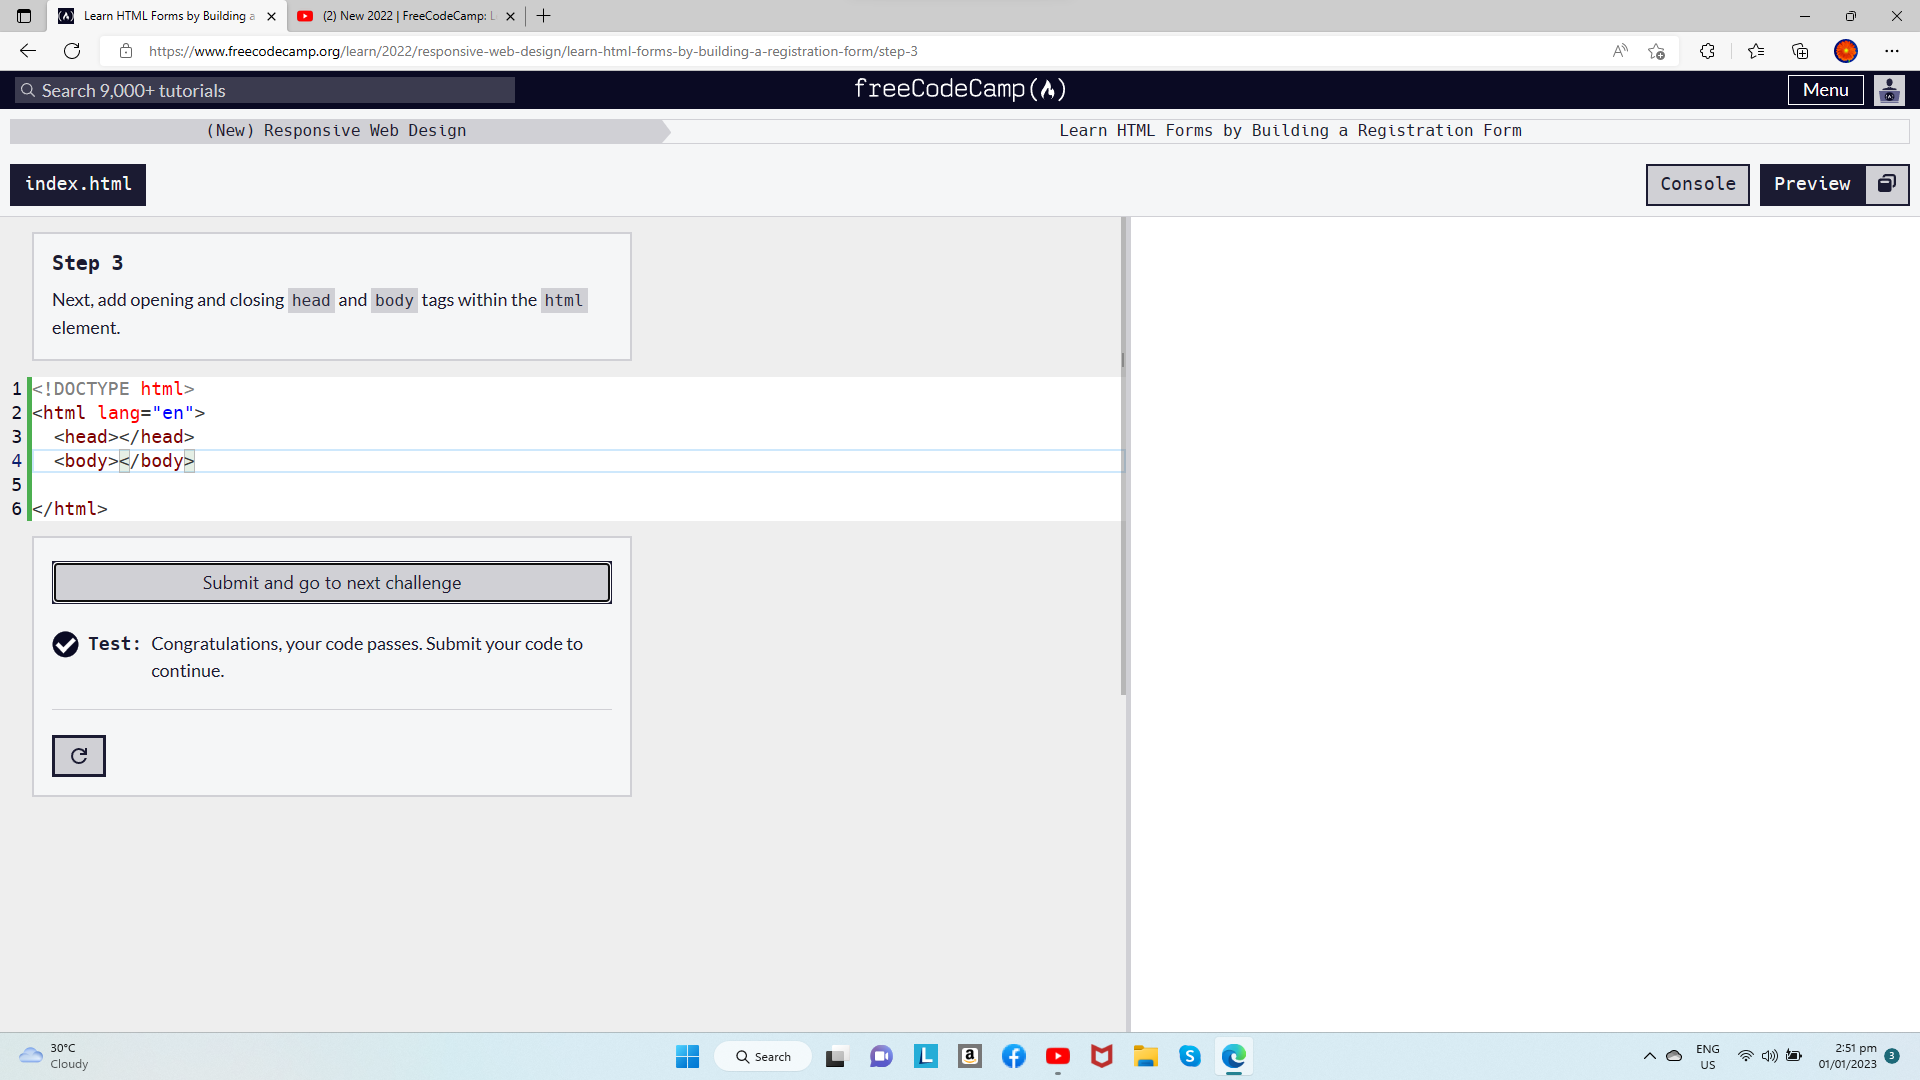 Learn HTML Forms by Building a
(2) New 2022 | FreeCodeCamp: L
https://www.freecodecamp.org/learn/2022/responsive-web-design/learn-html-forms-by-building-a-registration-form/step-3
Search 9,000+ tutorials
freeCodeCamp
Menu
(New) Responsive Web Design
Learn HTML Forms by Building a Registration Form
index.html
Console
Preview
Step 3
Next, add opening and closing head and body tags within the html
element.
1 <!DOCTYPE html>
2 <html lang="en">
3 <head></head>
4 <body></body>
5
6 </html>
Submit and go to next challenge
Test: Congratulations, your code passes. Submit your code to
continue.
30°C
Cloudy
Search
ENG
US
2:51 pm
01/01/2023
3